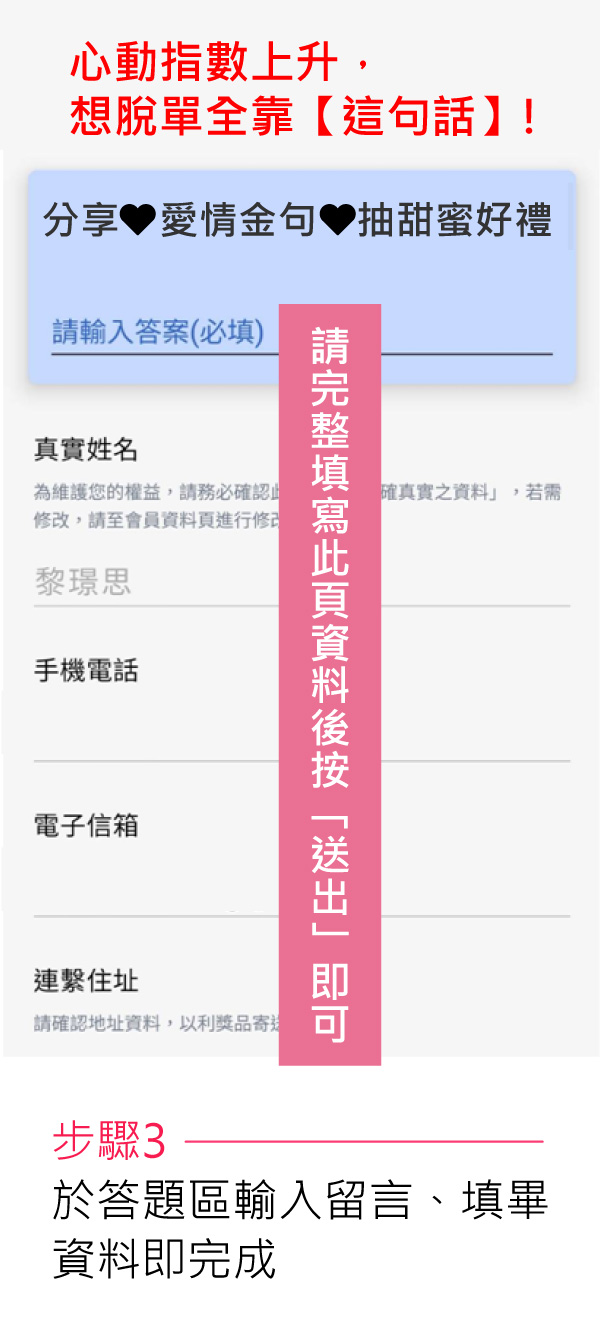 心動指數上升，
想脫單全靠【這句話】！
分享♥愛情金句♥抽甜蜜好禮
請輸入答案(必填)
請完整填寫此頁資料後按「送出」即可
真實姓名
為維護您的權益，請務必確認 確真實之資料」，若需
修改，請至會員資料頁進行修
黎璟思
手機電話
電子信箱
連繫住址
請確認地址資料，以利獎品寄
步驟3
於答題區輸入留言、填畢
資料即完成